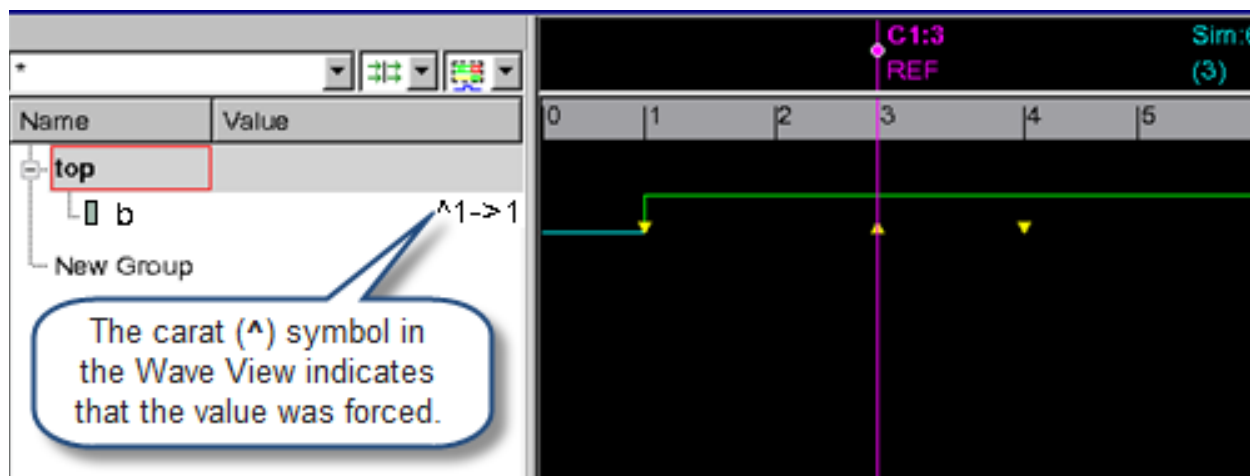 C1:3
Sim:6
REF
(3)
*
Name Value
0 1 2 3 4 5
top
b ^1->1
New Group
The carat (^) symbol in
the Wave View indicates
that the value was forced.